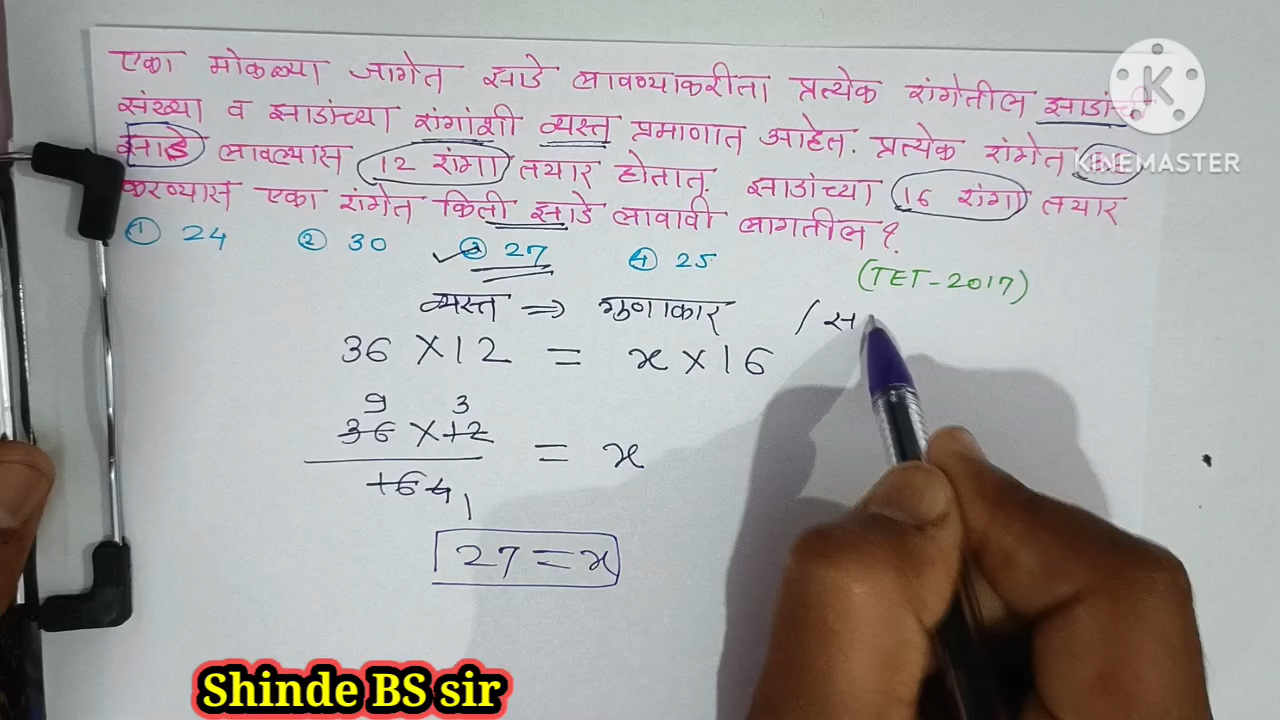 एका मोकळ्या जागेत झाडे लावण्याकरीता प्रत्येक रांगेतील झाडांची
संख्या व झाडांच्या रांगांशी व्यस्त प्रमाणात आहेत. प्रत्येक रांगेत
झाडे लावल्यास 12 रांगा तयार होतात. झाडांच्या 16 रांगा तयार
करण्यास एका रांगेत किती झाडे लावावी लागतील ?
① 24 ② 30 ③ 27 ④ 25
(TET-2017)
व्यस्त ⇒ गुणाकार / स
36 × 12 = x × 16
9 3
36 × 12 = x
16 4 1
27 = x
K
KINEMASTER
Shinde BS sir